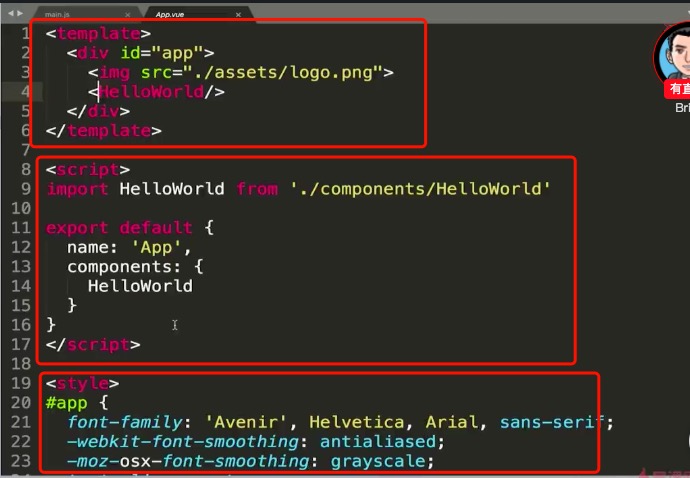 main.js
App.vue
1 <template>
2 <div id="app">
3 <img src="./assets/logo.png">
4 <HelloWorld/>
5 </div>
6 </template>
7
8 <script>
9 import HelloWorld from './components/HelloWorld'
10
11 export default {
12 name: 'App',
13 components: {
14 HelloWorld
15 }
16 }
17 </script>
18
19 <style>
20 #app {
21 font-family: 'Avenir', Helvetica, Arial, sans-serif;
22 -webkit-font-smoothing: antialiased;
23 -moz-osx-font-smoothing: grayscale;
有直